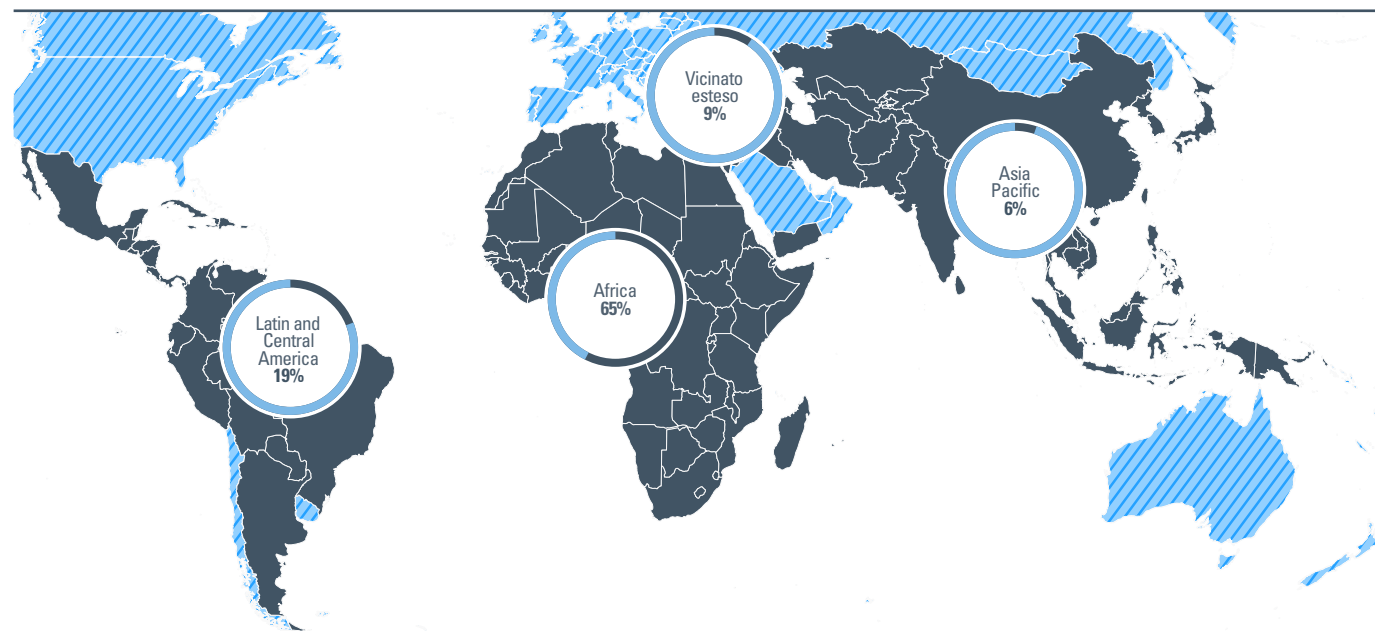 Vicinato
esteso
9%
Asia
Pacific
6%
Africa
65%
Latin and
Central
America
19%